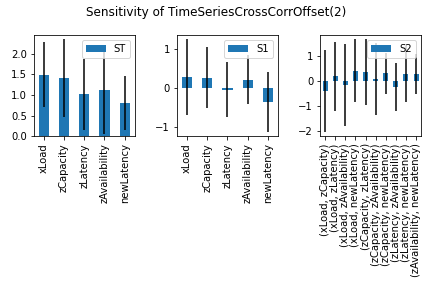 Sensitivity of TimeSeriesCrossCorrOffset(2)
ST
2.0
1.5
1.0
0.5
0.0
xLoad
zCapacity
zLatency
zAvailability
newLatency
S1
1
0
−1
xLoad
zCapacity
zLatency
zAvailability
newLatency
S2
1
0
−1
−2
(xLoad, zCapacity)
(xLoad, zLatency)
(xLoad, zAvailability)
(xLoad, newLatency)
(zCapacity, zLatency)
(zCapacity, zAvailability)
(zCapacity, newLatency)
(zLatency, zAvailability)
(zLatency, newLatency)
(zAvailability, newLatency)